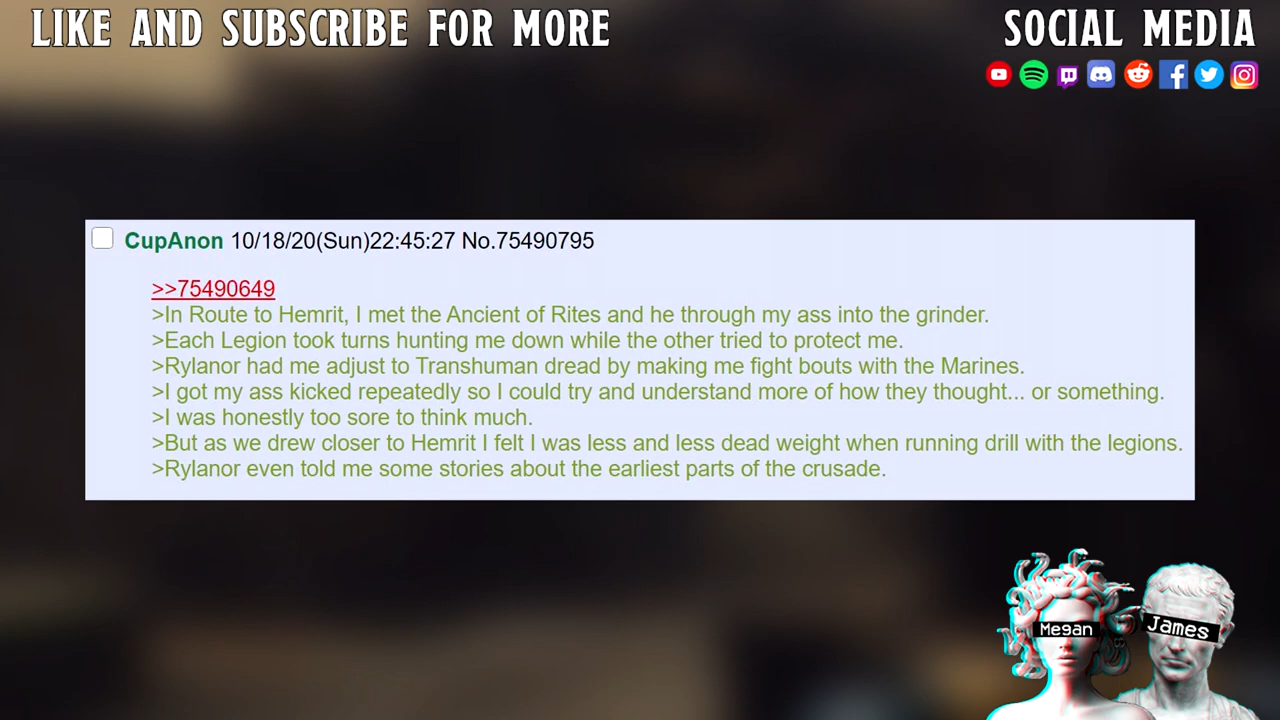 LIKE AND SUBSCRIBE FOR MORE
SOCIAL MEDIA
CupAnon 10/18/20(Sun)22:45:27 No.75490795
>>75490649
>In Route to Hemrit, I met the Ancient of Rites and he through my ass into the grinder.
>Each Legion took turns hunting me down while the other tried to protect me.
>Rylanor had me adjust to Transhuman dread by making me fight bouts with the Marines.
>I got my ass kicked repeatedly so I could try and understand more of how they thought... or something.
>I was honestly too sore to think much.
>But as we drew closer to Hemrit I felt I was less and less dead weight when running drill with the legions.
>Rylanor even told me some stories about the earliest parts of the crusade.
Megan
James